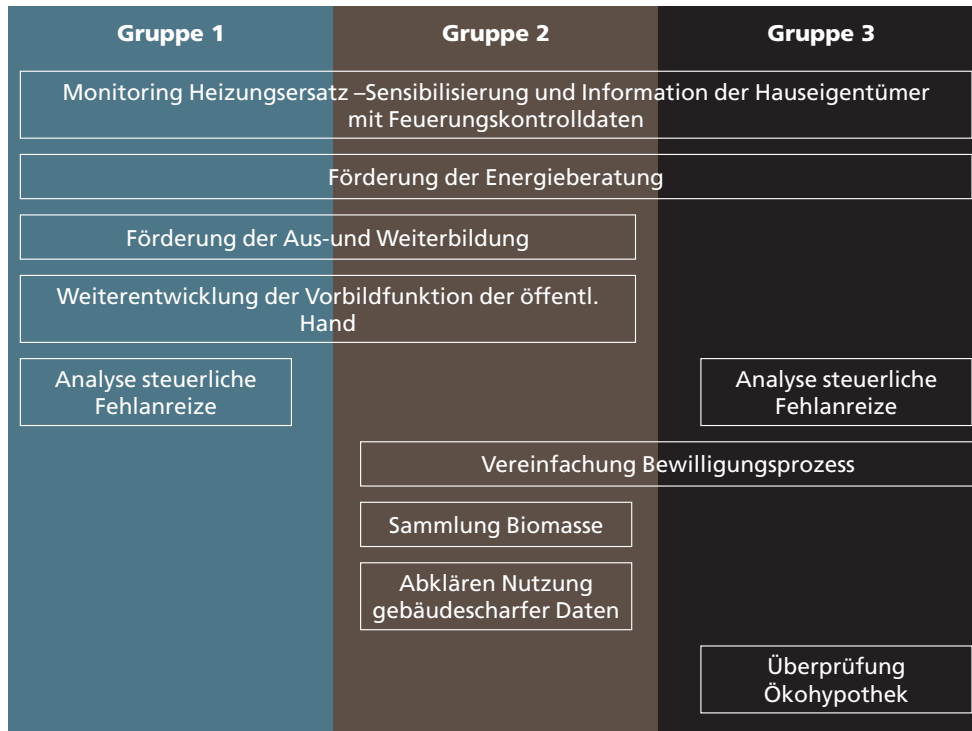 Gruppe 1
Gruppe 2
Gruppe 3
Monitoring Heizungsersatz –Sensibilisierung und Information der Hauseigentümer
mit Feuerungskontrolldaten
Förderung der Energieberatung
Förderung der Aus-und Weiterbildung
Weiterentwicklung der Vorbildfunktion der öffentl.
Hand
Analyse steuerliche
Fehlanreize
Analyse steuerliche
Fehlanreize
Vereinfachung Bewilligungsprozess
Sammlung Biomasse
Abklären Nutzung
gebäudescharfer Daten
Überprüfung
Ökohypothek